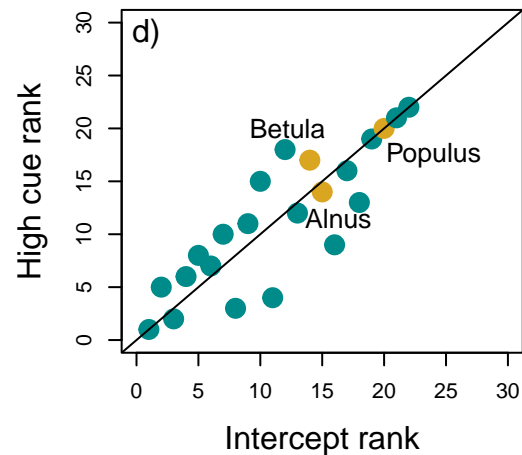 d)
30
25
20
15
10
5
0
High cue rank
Betula
Populus
Alnus
0 5 10 15 20 25 30
Intercept rank